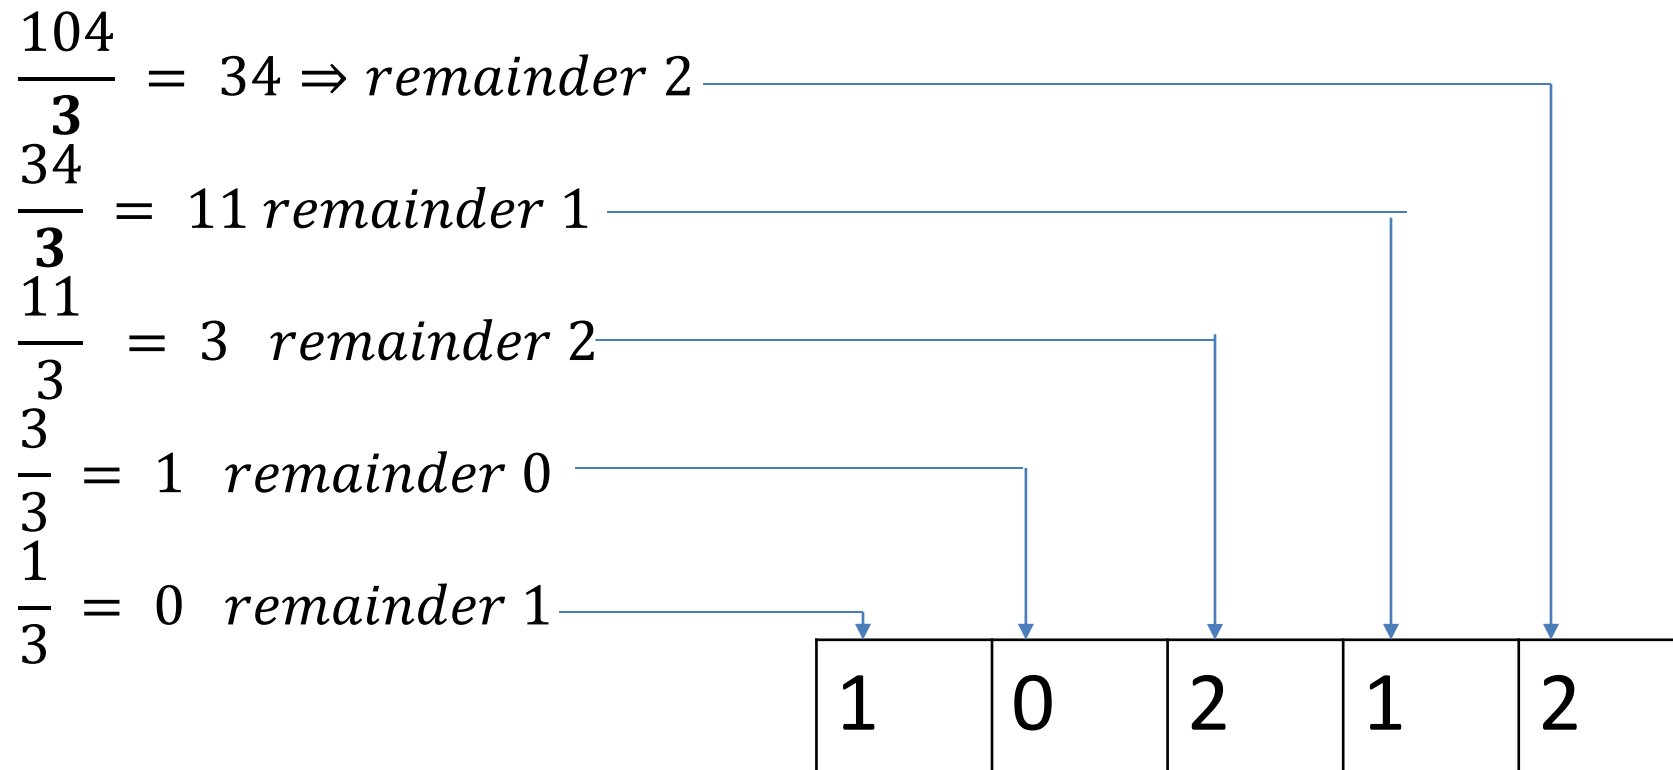 104/3 = 34 ⇒ remainder 2
34/3 = 11 remainder 1
11/3 = 3 remainder 2
3/3 = 1 remainder 0
1/3 = 0 remainder 1
1 0 2 1 2